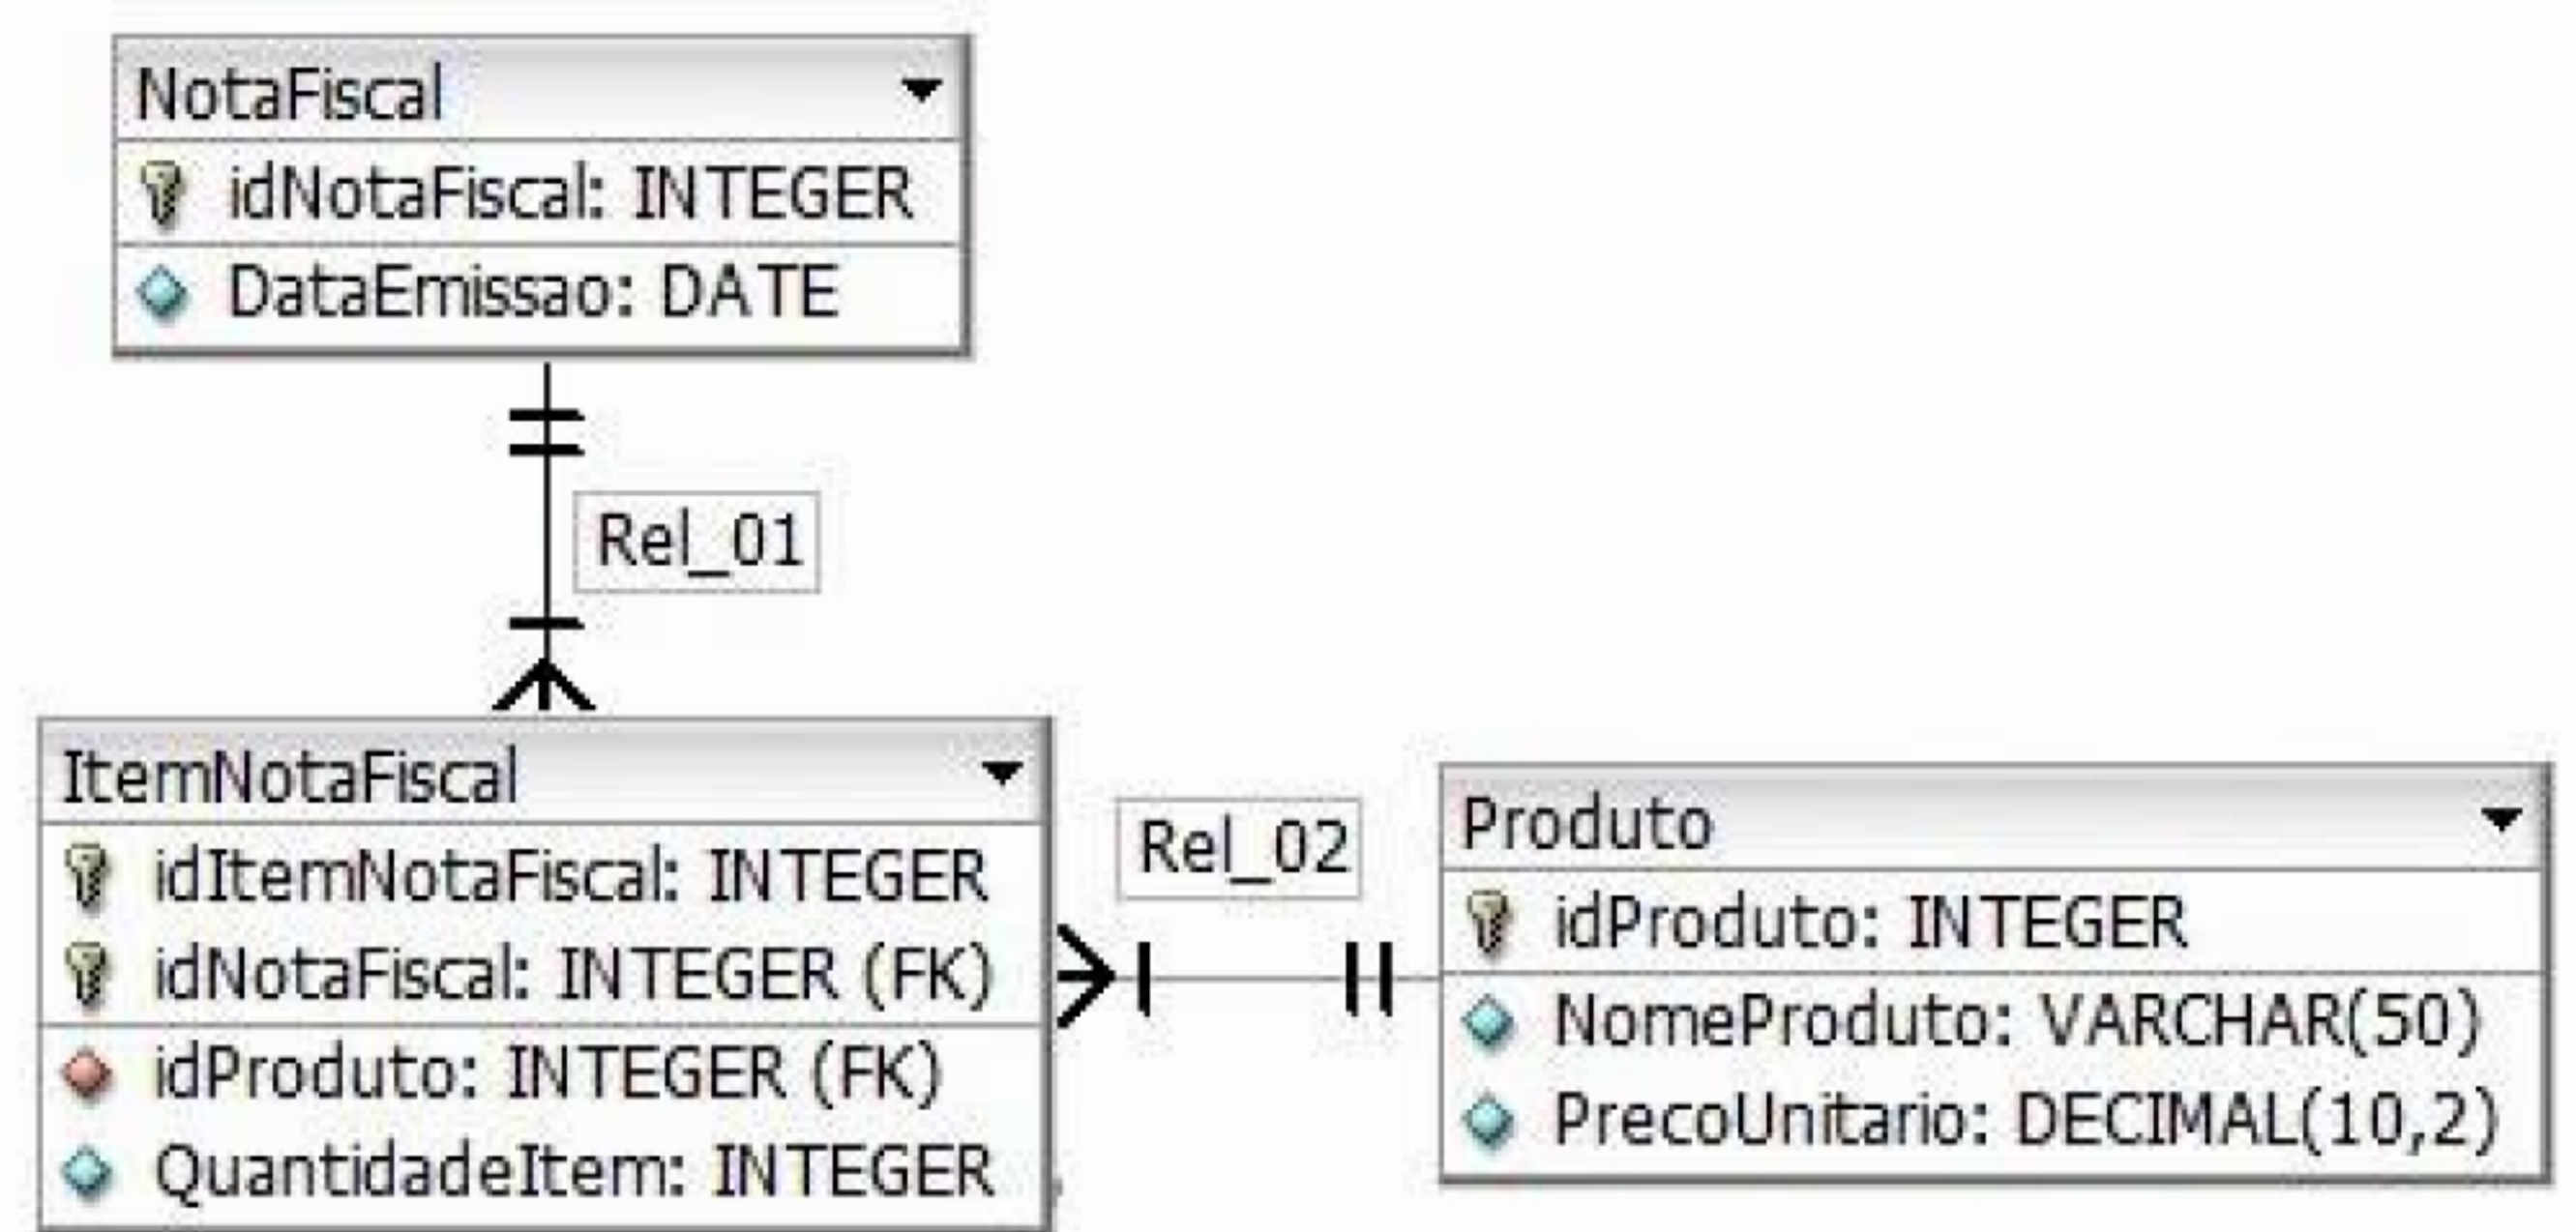 NotaFiscal
idNotaFiscal: INTEGER
DataEmissao: DATE
Rel_01
ItemNotaFiscal
idItemNotaFiscal: INTEGER
idNotaFiscal: INTEGER (FK)
idProduto: INTEGER (FK)
QuantidadeItem: INTEGER
Rel_02
Produto
idProduto: INTEGER
NomeProduto: VARCHAR(50)
PrecoUnitario: DECIMAL(10,2)